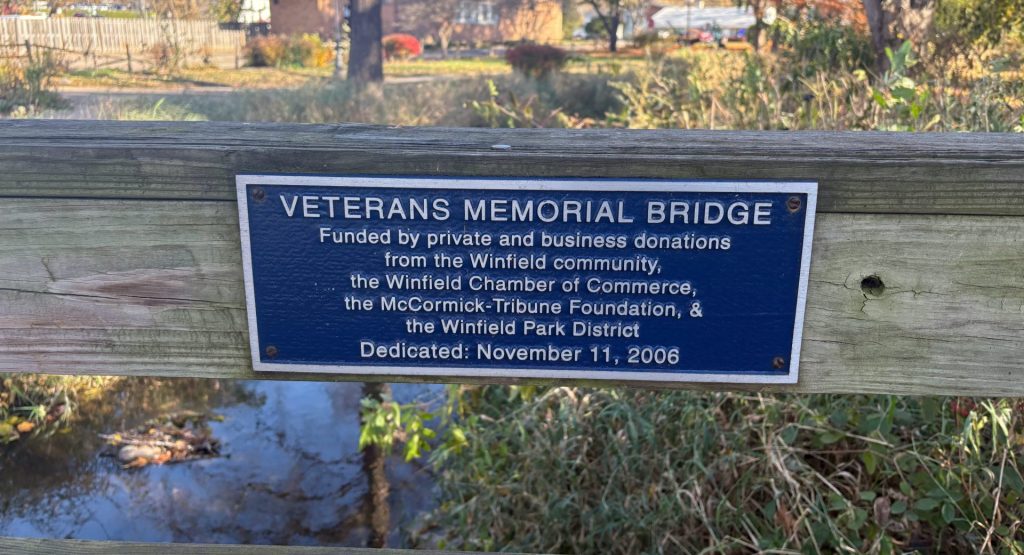 VETERANS MEMORIAL BRIDGE
Funded by private and business donations
from the Winfield community,
the Winfield Chamber of Commerce,
the McCormick-Tribune Foundation, &
the Winfield Park District
Dedicated: November 11, 2006